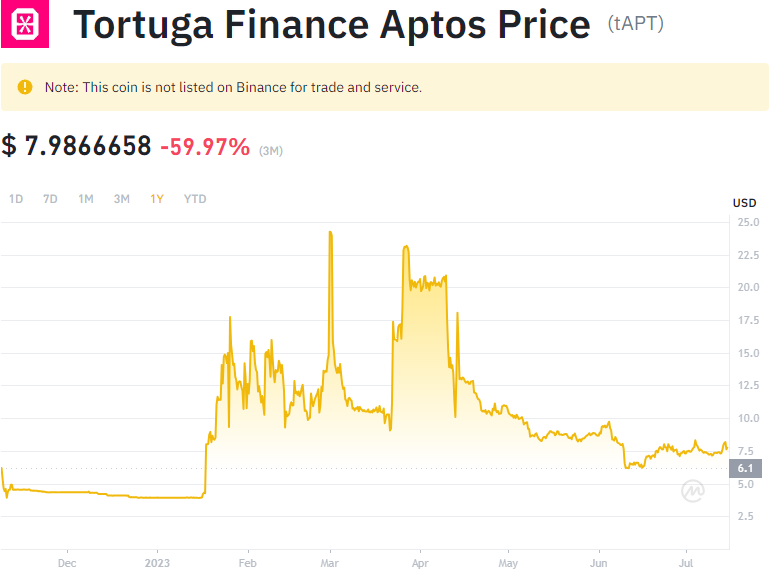 Tortuga Finance Aptos Price (tAPT)
Note: This coin is not listed on Binance for trade and service.
$ 7.9866658 -59.97% (3M)
1D 7D 1M 3M 1Y YTD
USD
25.0
22.5
20.0
17.5
15.0
12.5
10.0
7.5
6.1
5.0
2.5
Dec 2023 Feb Mar Apr May Jun Jul